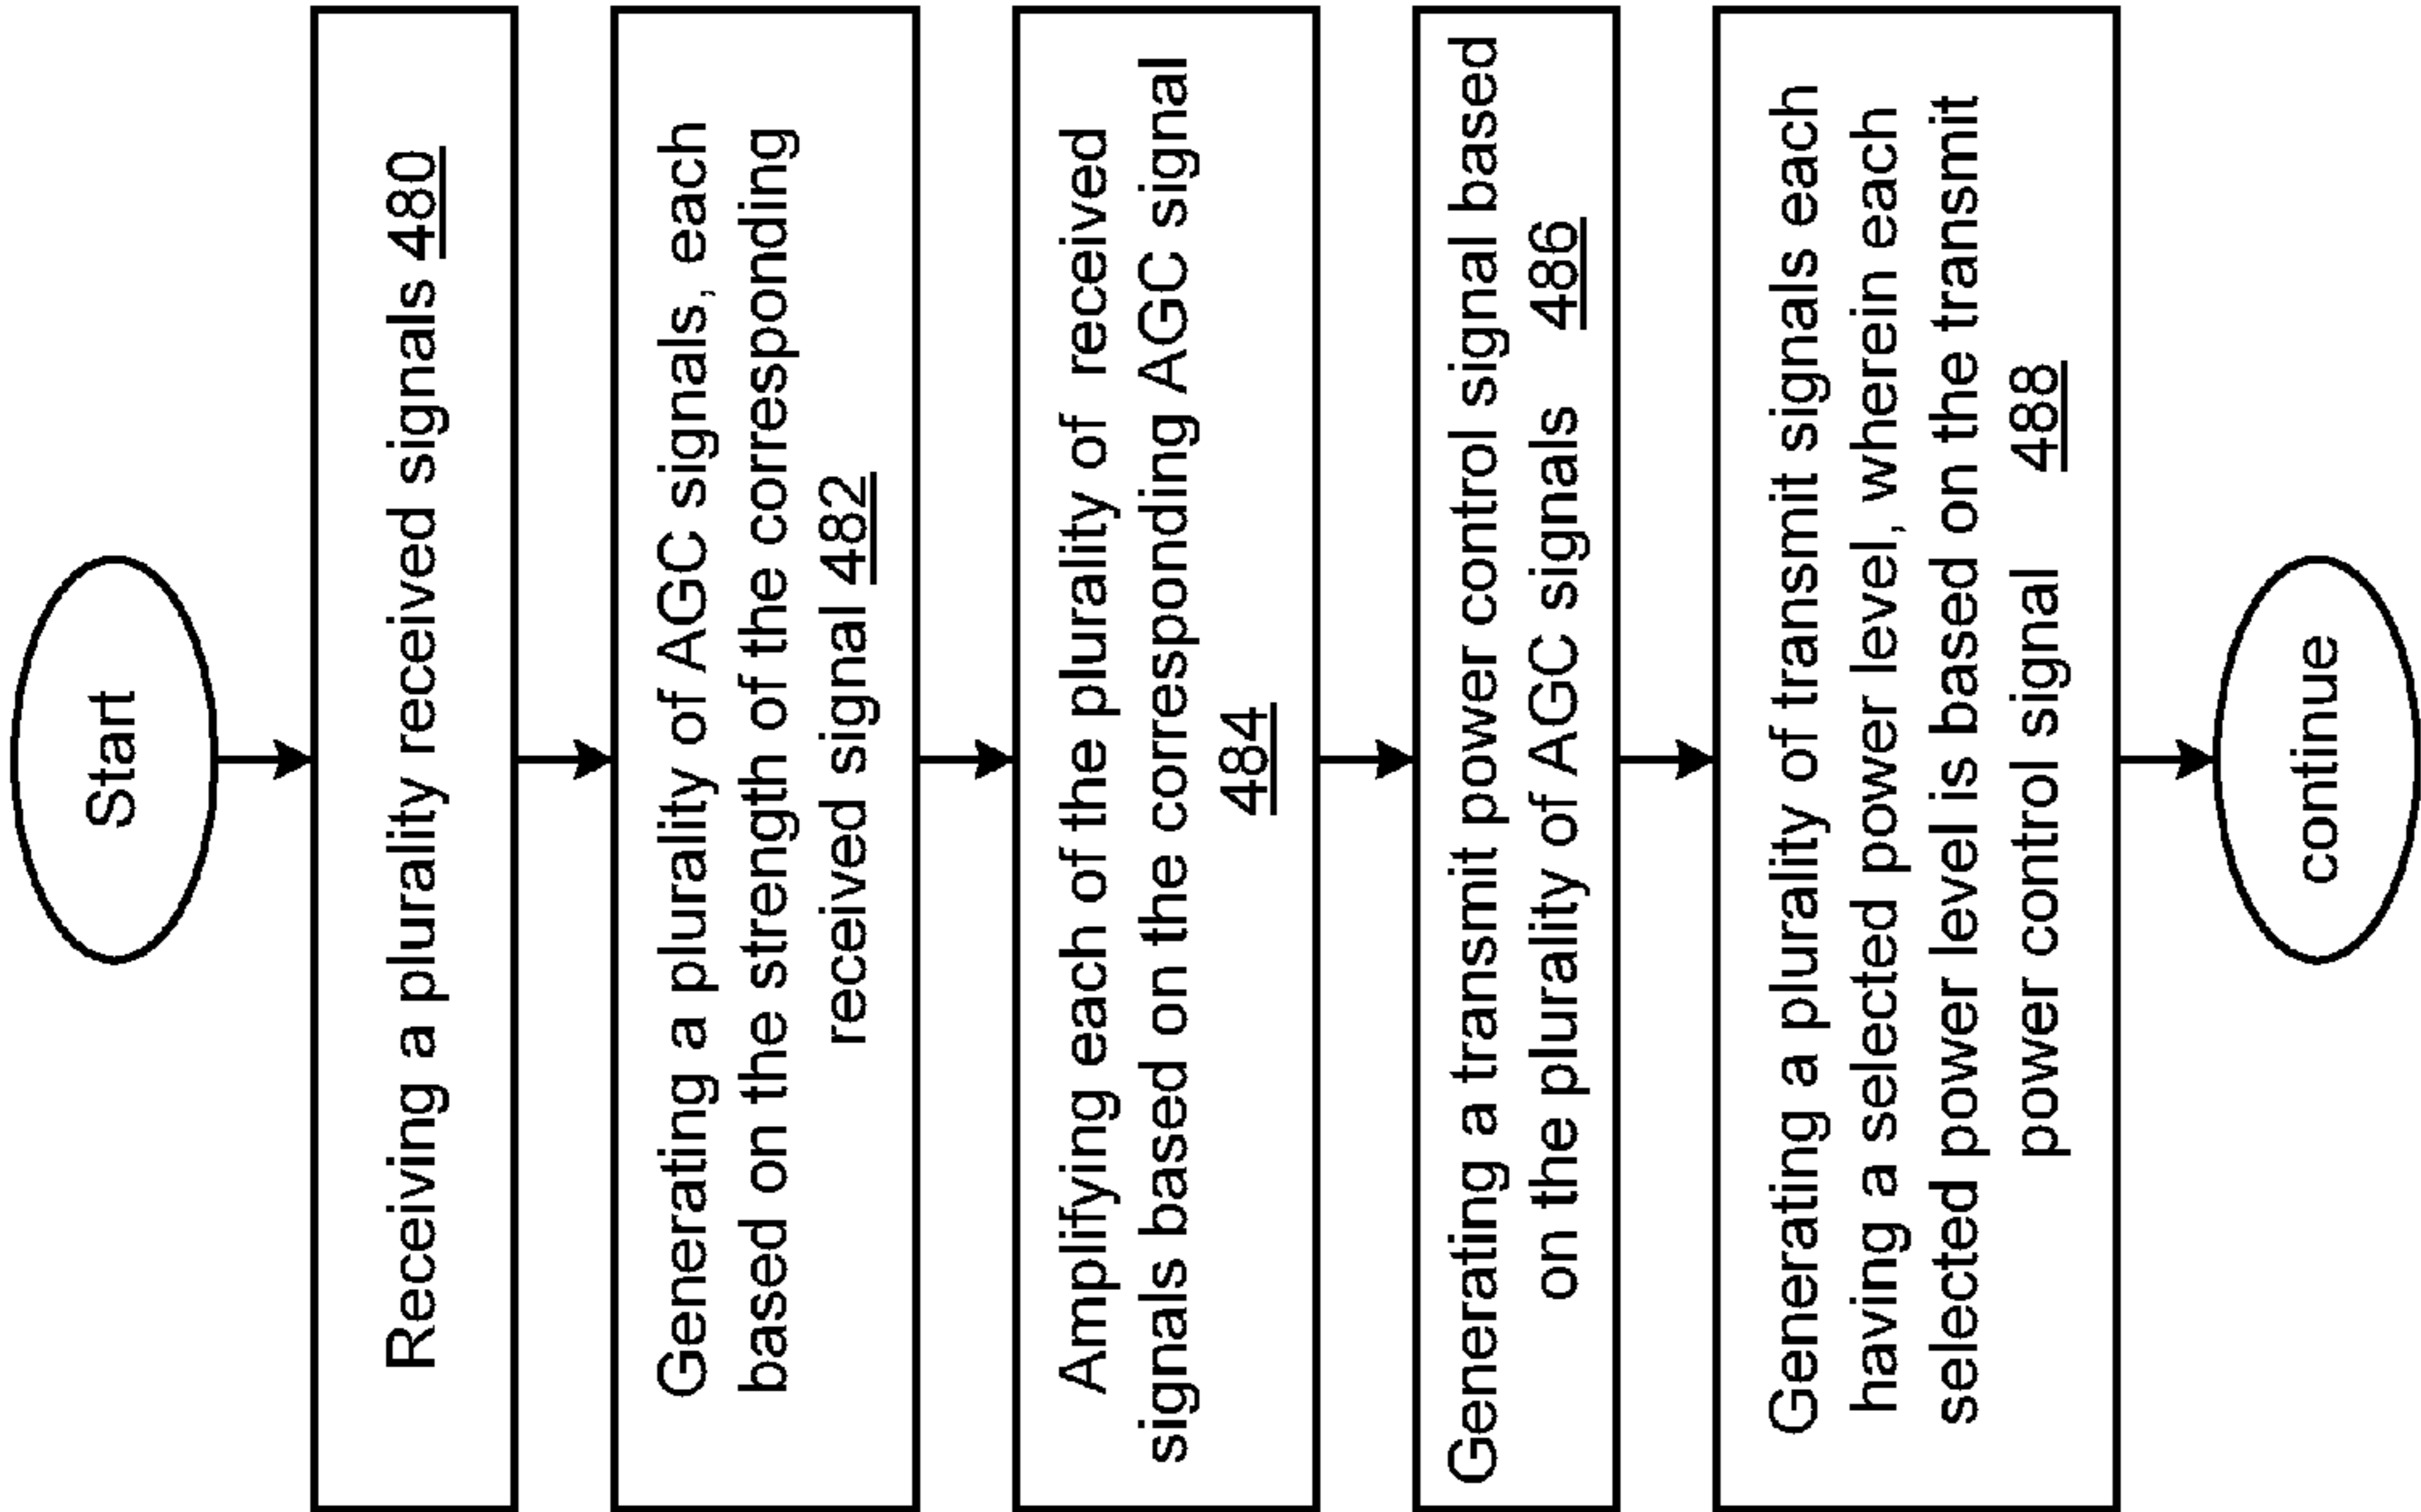 Start
Receiving a plurality received signals 480
Generating a plurality of AGC signals, each
based on the strength of the corresponding
received signal 482
Amplifying each of the plurality of received
signals based on the corresponding AGC signal
484
Generating a transmit power control signal based
on the plurality of AGC signals 486
Generating a plurality of transmit signals each
having a selected power level, wherein each
selected power level is based on the transmit
power control signal 488
continue